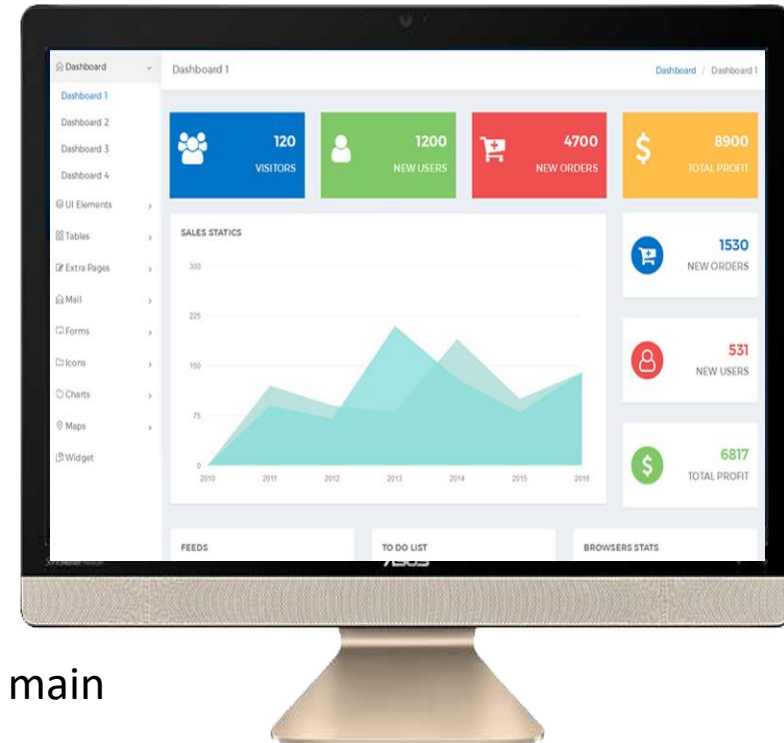 Dashboard
Dashboard 1
Dashboard / Dashboard 1
Dashboard 1
Dashboard 2
Dashboard 3
Dashboard 4
UI Elements
Tables
Extra Pages
Mail
Forms
Icons
Charts
Maps
Widget
120
VISITORS
1200
NEW USERS
4700
NEW ORDERS
8900
TOTAL PROFIT
SALES STATICS
300
225
150
75
0
2010 2011 2012 2013 2014 2015 2016
1530
NEW ORDERS
531
NEW USERS
6817
TOTAL PROFIT
FEEDS
TO DO LIST
BROWSERS STATS
main